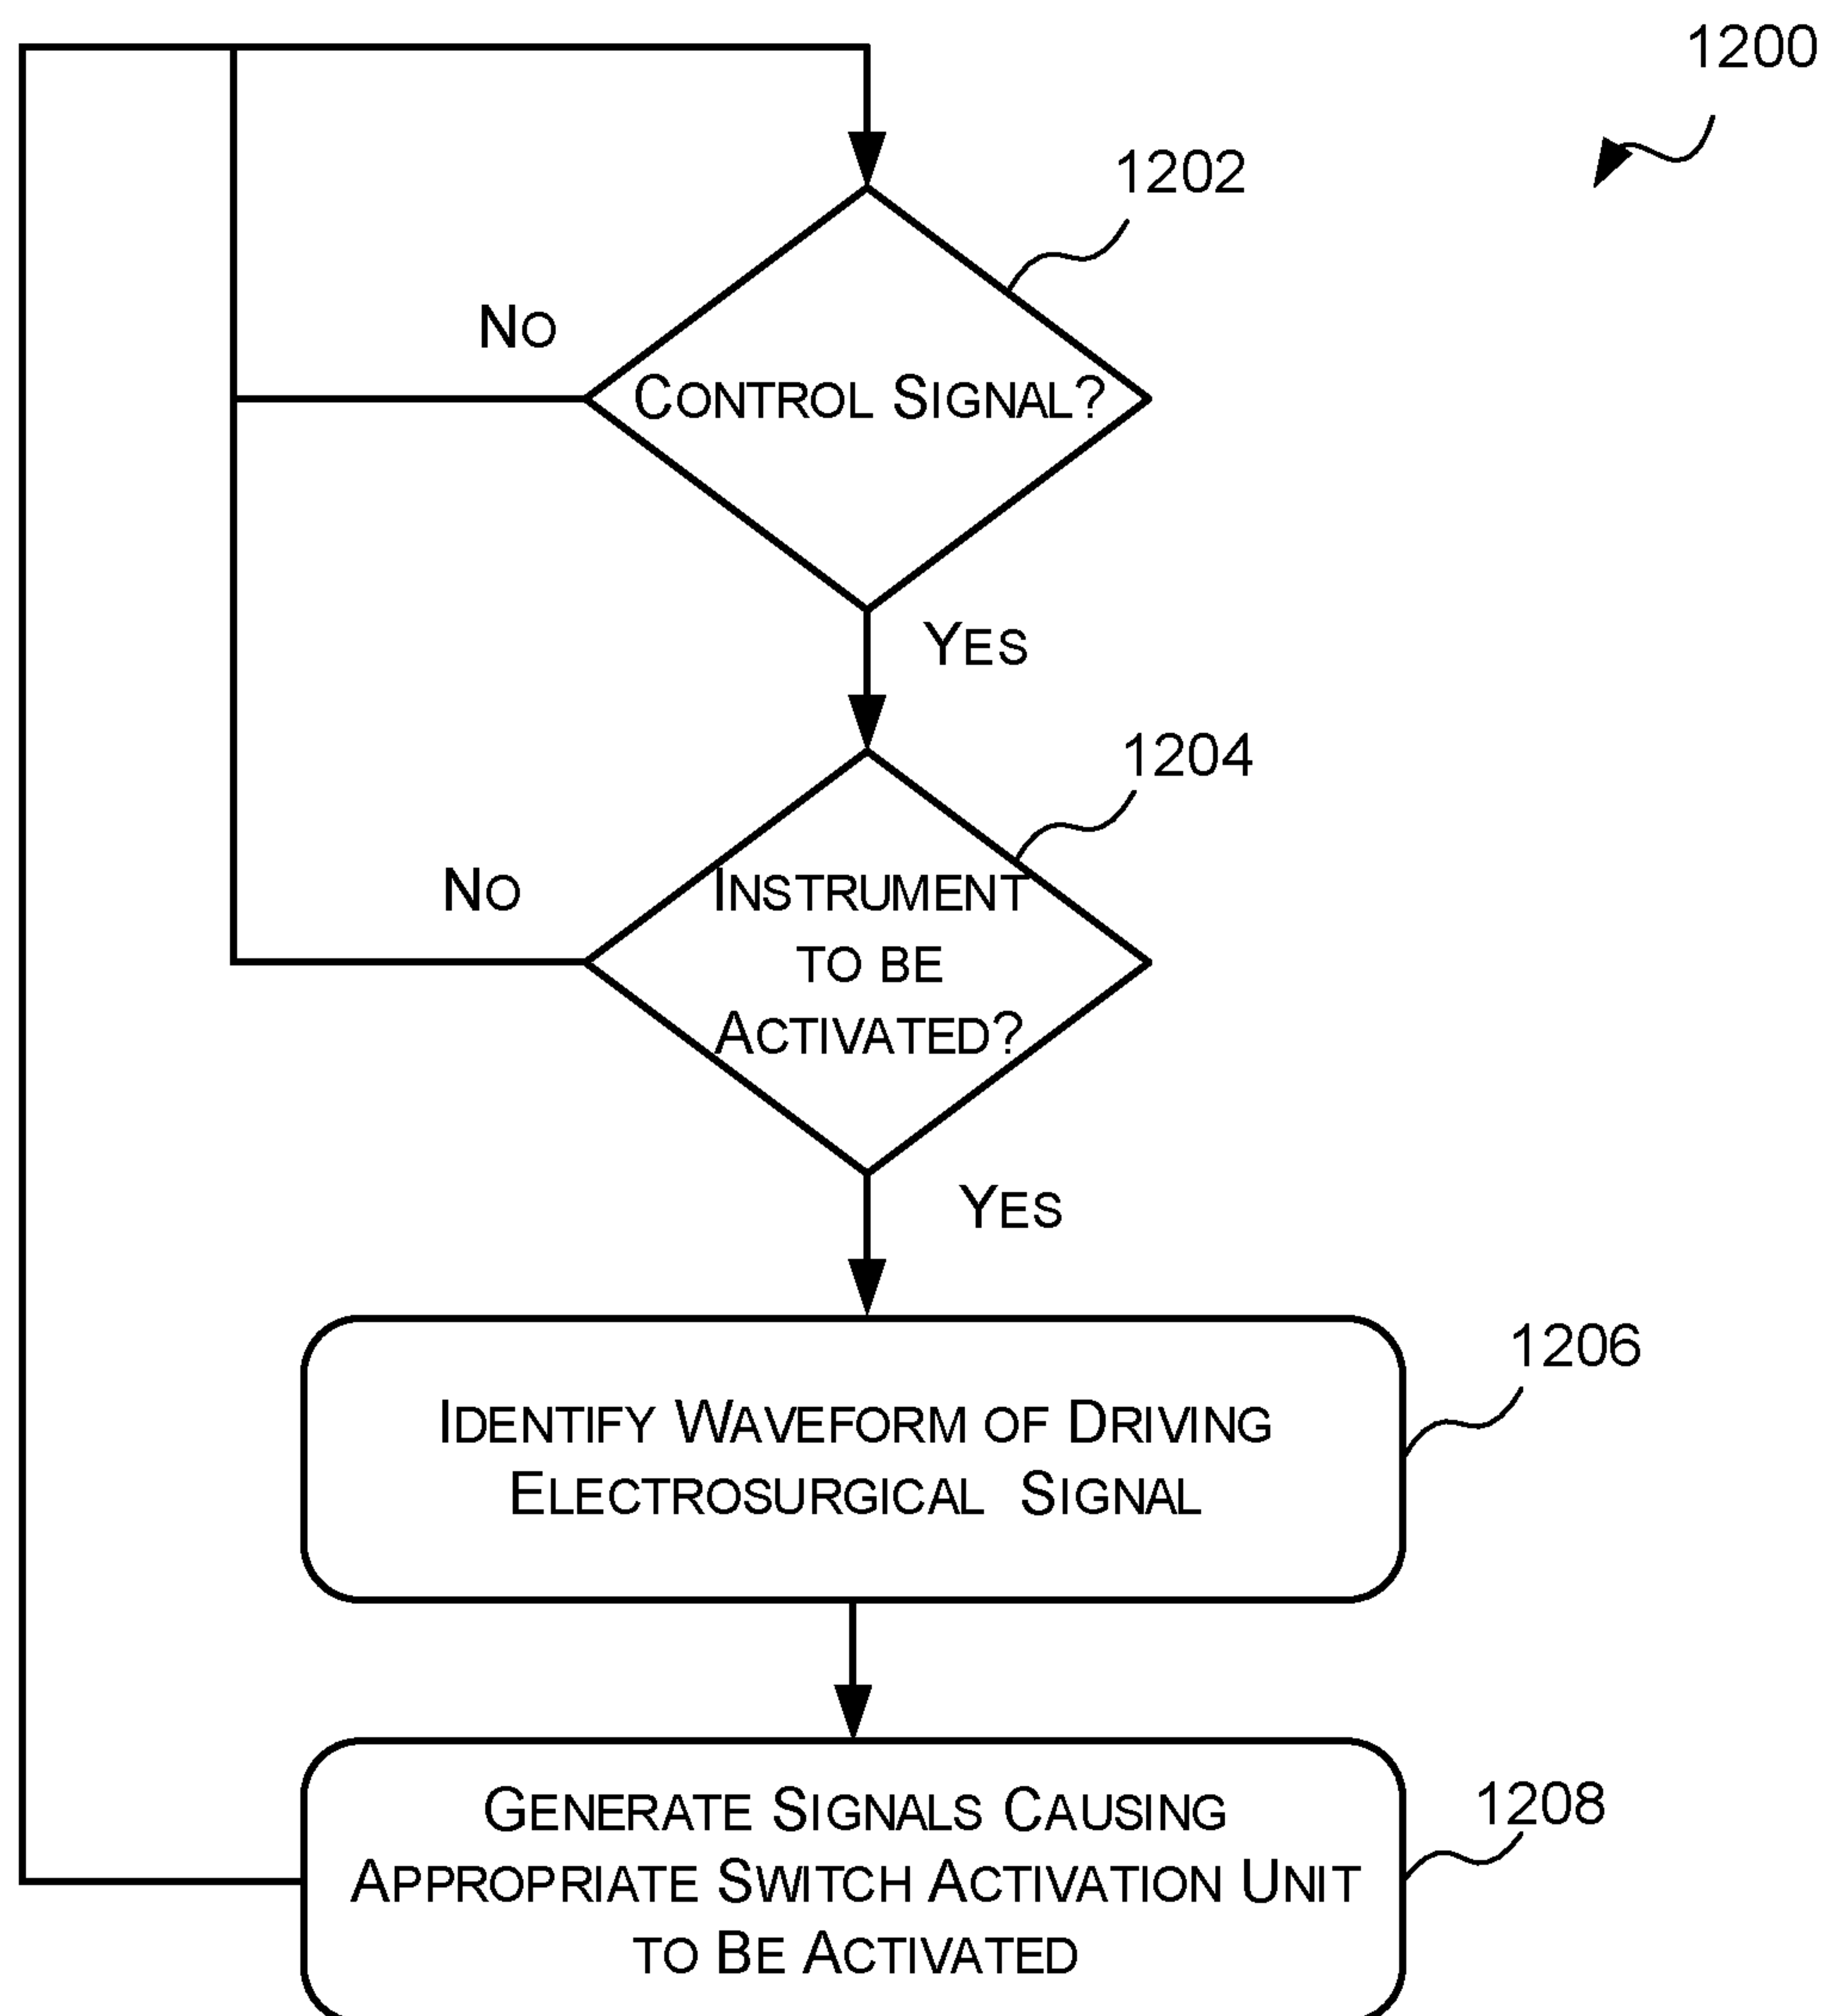 1200
1202
No
Control Signal?
Yes
1204
No
Instrument
to be
Activated?
Yes
1206
Identify Waveform of Driving
Electrosurgical Signal
1208
Generate Signals Causing
Appropriate Switch Activation Unit
to Be Activated